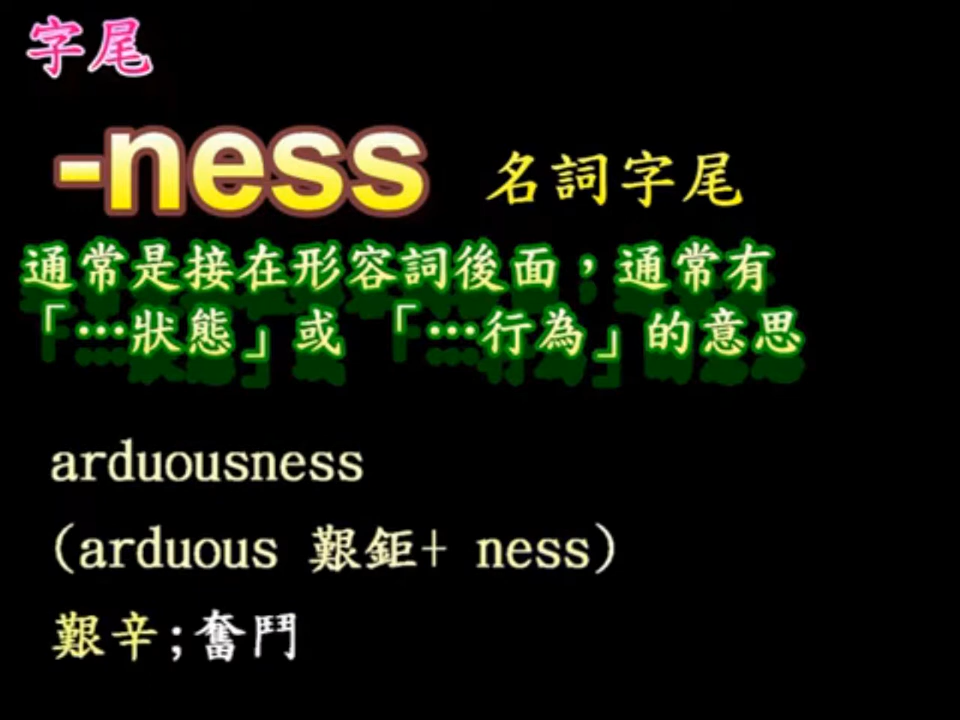 字尾
-ness 名詞字尾
通常是接在形容詞後面，通常有
「…狀態」或 「…行為」的意思
arduousness
(arduous 艱鉅+ ness)
艱辛;奮鬥